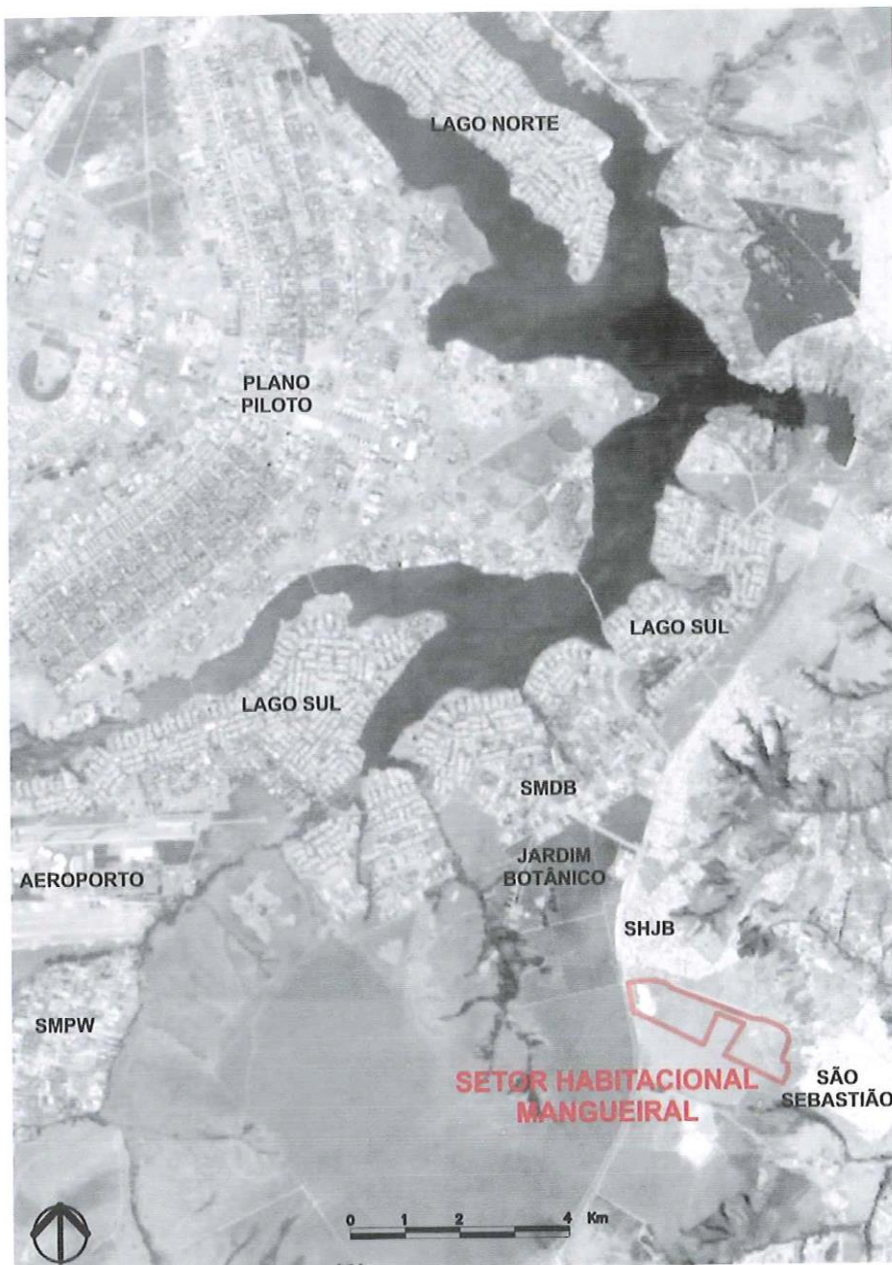 LAGO NORTE
PLANO
PILOTO
LAGO SUL
LAGO SUL
SMDB
JARDIM
BOTÂNICO
AEROPORTO
SHJB
SMPW
SETOR HABITACIONAL
MANGUEIRAL
SÃO
SEBASTIÃO
0 1 2 4 Km